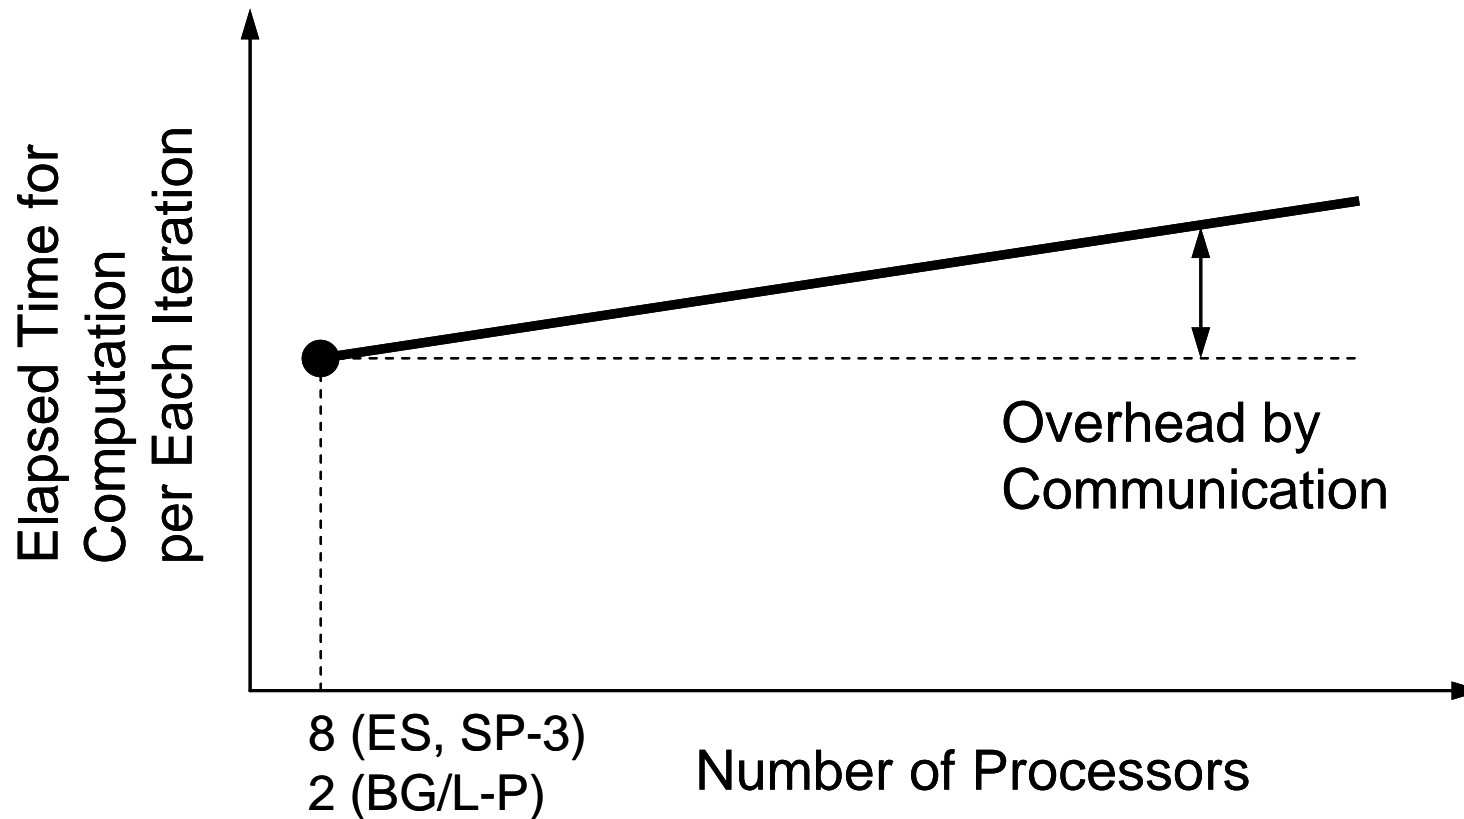 Elapsed Time for
Computation
per Each Iteration
Overhead by
Communication
8 (ES, SP-3)
2 (BG/L-P)
Number of Processors